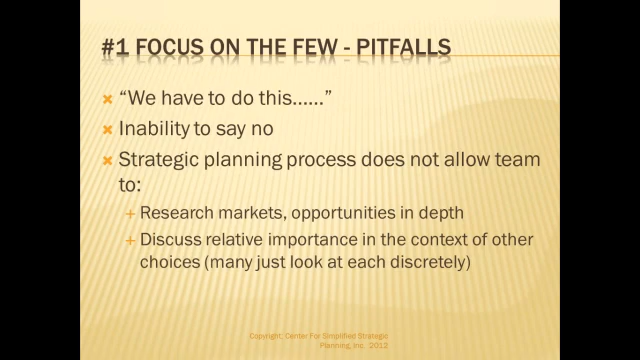 #1 FOCUS ON THE FEW - PITFALLS
“We have to do this......”
Inability to say no
Strategic planning process does not allow team
to:
Research markets, opportunities in depth
Discuss relative importance in the context of other
choices (many just look at each discretely)
Copyright, Center For Simplified Strategic
Planning, Inc. 2012